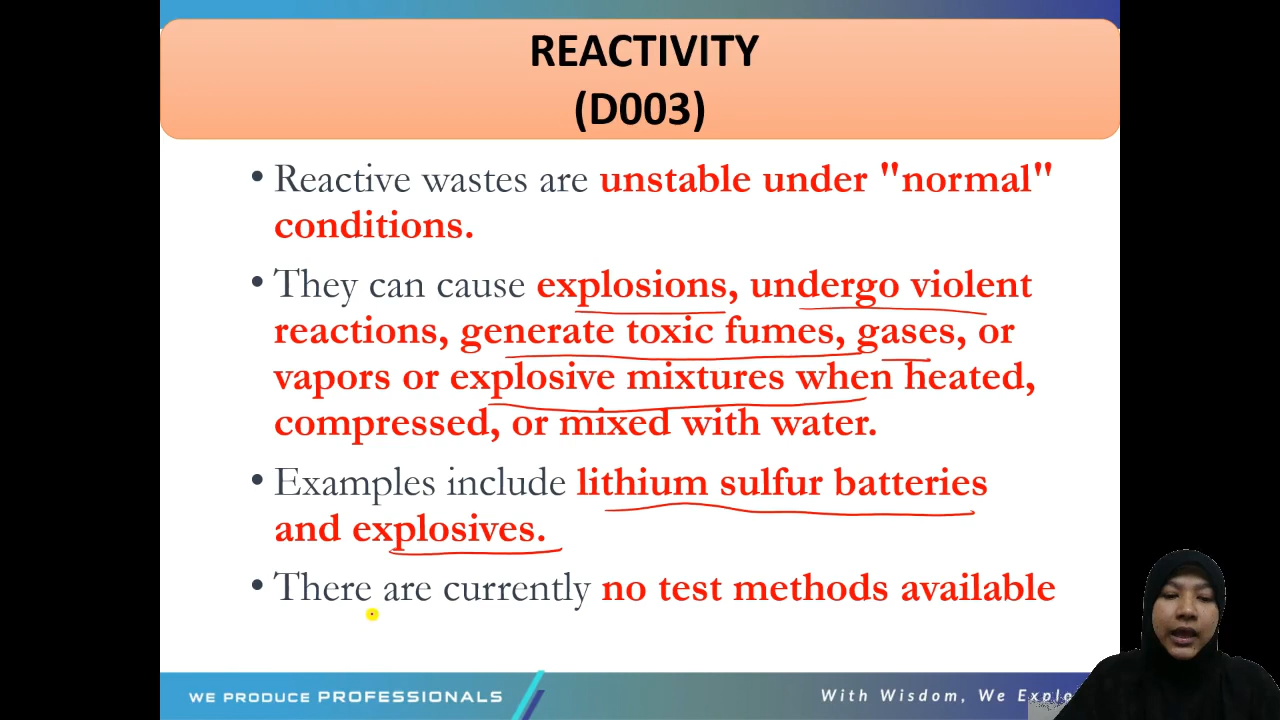 REACTIVITY
(D003)
• Reactive wastes are unstable under "normal"
conditions.
• They can cause explosions, undergo violent
reactions, generate toxic fumes, gases, or
vapors or explosive mixtures when heated,
compressed, or mixed with water.
• Examples include lithium sulfur batteries
and explosives.
• There are currently no test methods available
WE PRODUCE PROFESSIONALS
With Wisdom, We Explo